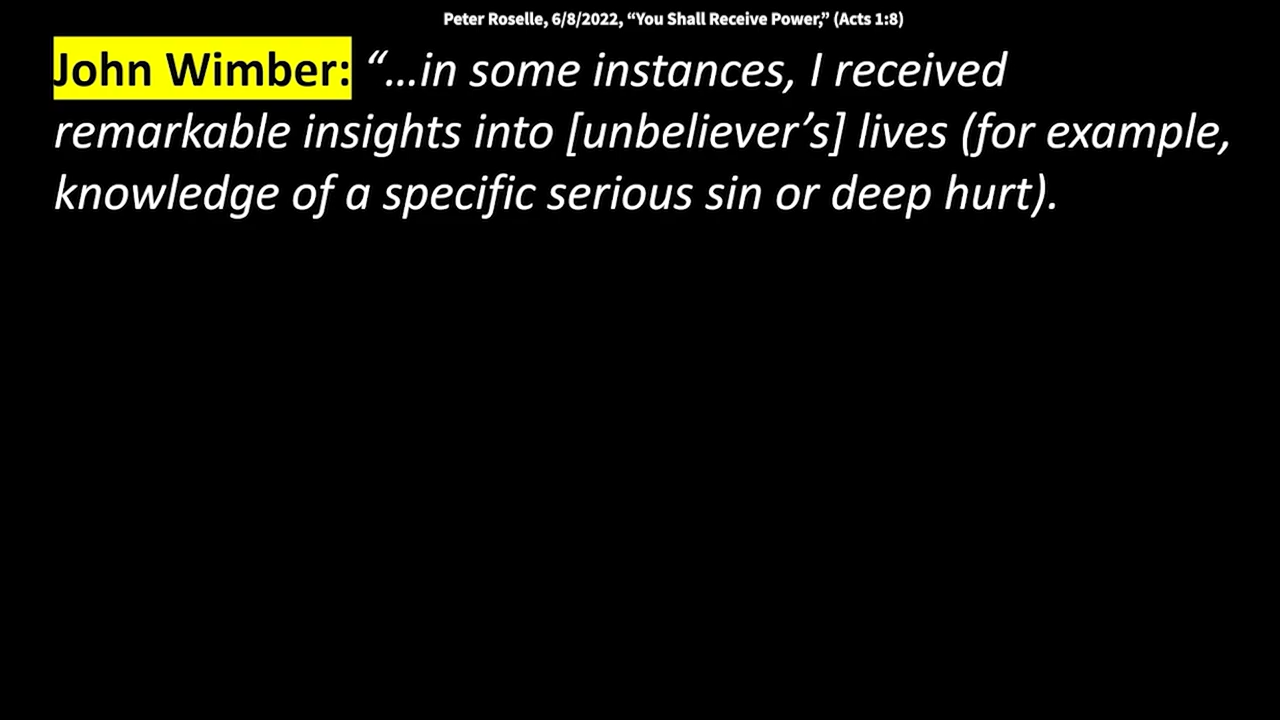 Peter Roselle, 6/8/2022, “You Shall Receive Power,” (Acts 1:8)
John Wimber: “…in some instances, I received
remarkable insights into [unbeliever’s] lives (for example,
knowledge of a specific serious sin or deep hurt).